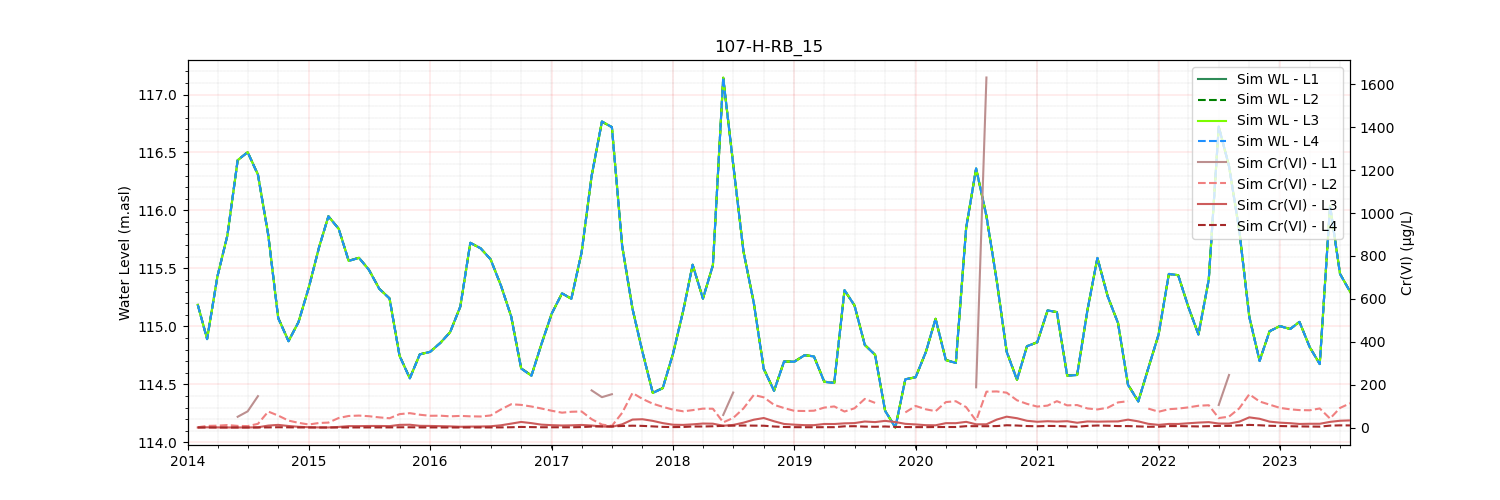 107-H-RB_15
Water Level (m.asl)
117.0
116.5
116.0
115.5
115.0
114.5
114.0
Sim WL - L1
Sim WL - L2
Sim WL - L3
Sim WL - L4
Sim Cr(VI) - L1
Sim Cr(VI) - L2
Sim Cr(VI) - L3
Sim Cr(VI) - L4
1600
1400
1200
1000
800
600
400
200
0
Cr(VI) (µg/L)
2014 2015 2016 2017 2018 2019 2020 2021 2022 2023